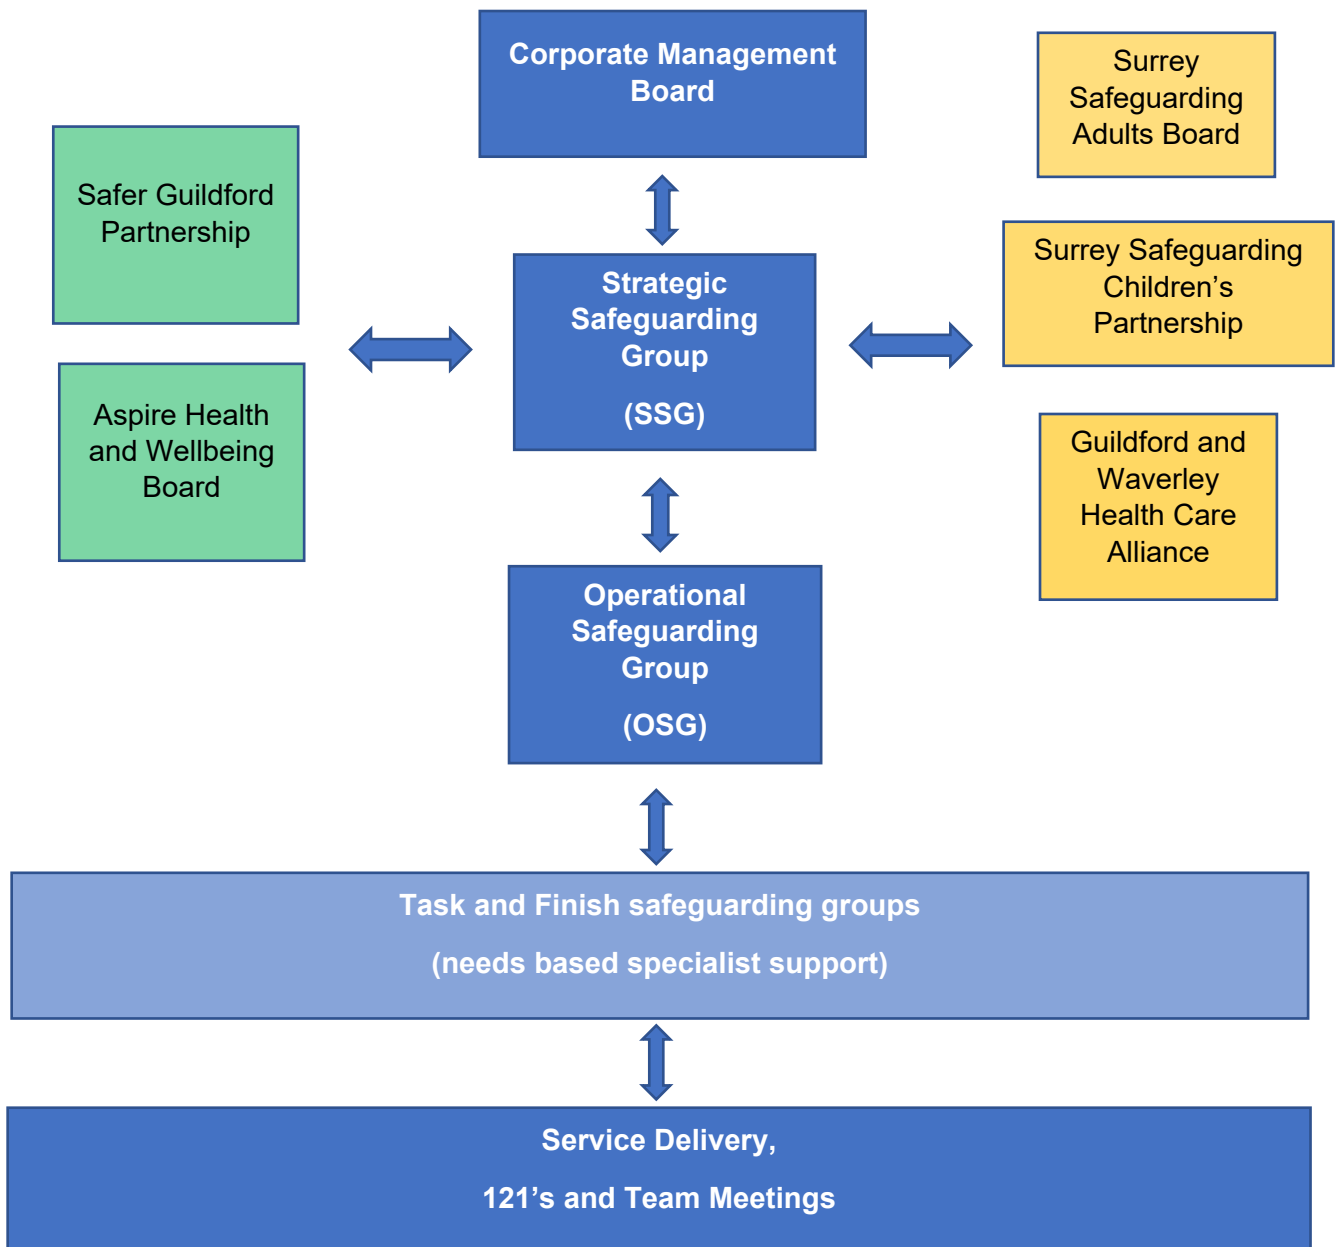 Corporate Management
Board
Surrey
Safeguarding
Adults Board
Safer Guildford
Partnership
Strategic
Safeguarding
Group
(SSG)
Surrey Safeguarding
Children’s
Partnership
Aspire Health
and Wellbeing
Board
Guildford and
Waverley
Health Care
Alliance
Operational
Safeguarding
Group
(OSG)
Task and Finish safeguarding groups
(needs based specialist support)
Service Delivery,
121’s and Team Meetings